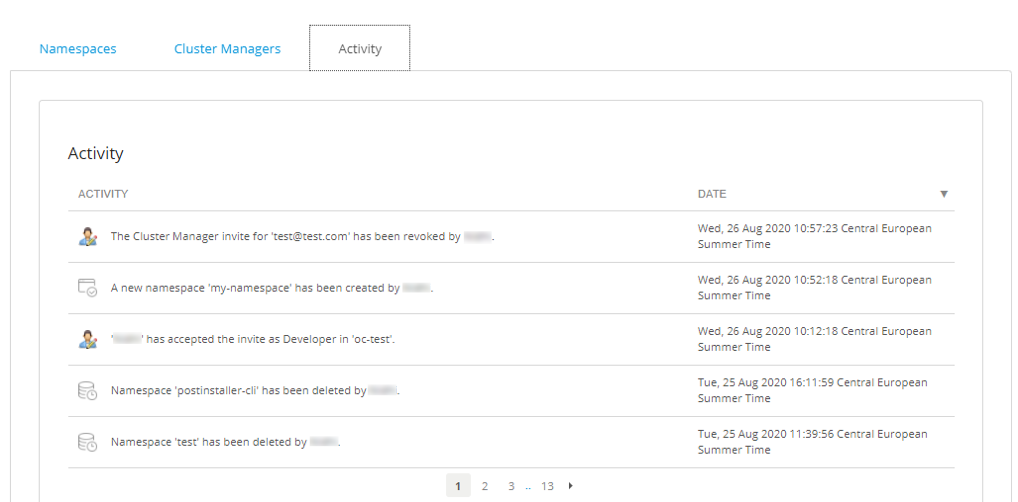 Namespaces Cluster Managers Activity
Activity
ACTIVITY DATE ▼
The Cluster Manager invite for 'test@test.com' has been revoked by . Wed, 26 Aug 2020 10:57:23 Central European
Summer Time
A new namespace 'my-namespace' has been created by . Wed, 26 Aug 2020 10:52:18 Central European
Summer Time
' ' has accepted the invite as Developer in 'oc-test'. Wed, 26 Aug 2020 10:12:18 Central European
Summer Time
Namespace 'postinstaller-cli' has been deleted by . Tue, 25 Aug 2020 16:11:59 Central European
Summer Time
Namespace 'test' has been deleted by . Tue, 25 Aug 2020 11:39:56 Central European
Summer Time
1 2 3 .. 13